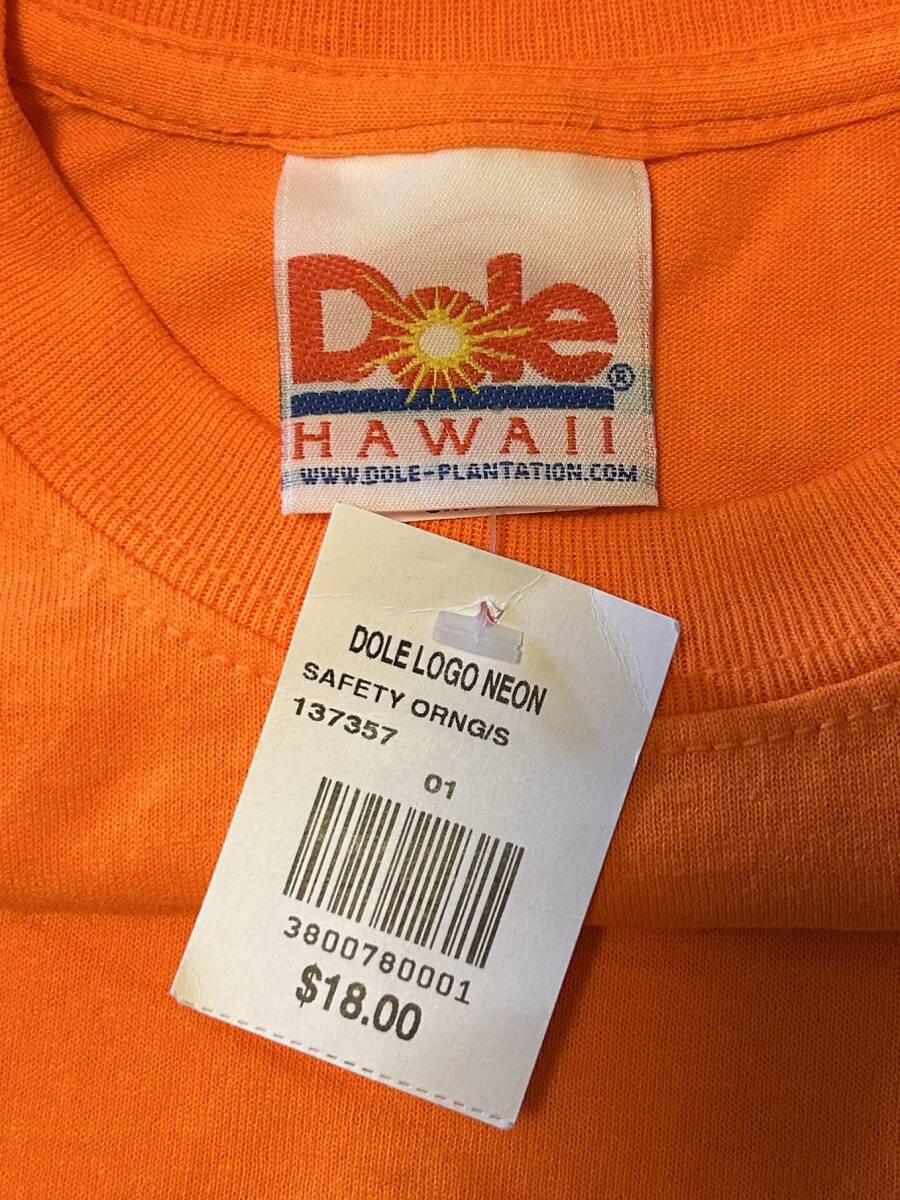 Dole®
HAWAII
WWW.DOLE-PLANTATION.COM
DOLE LOGO NEON
SAFETY ORNG/S
137357
01
3800780001
$18.00